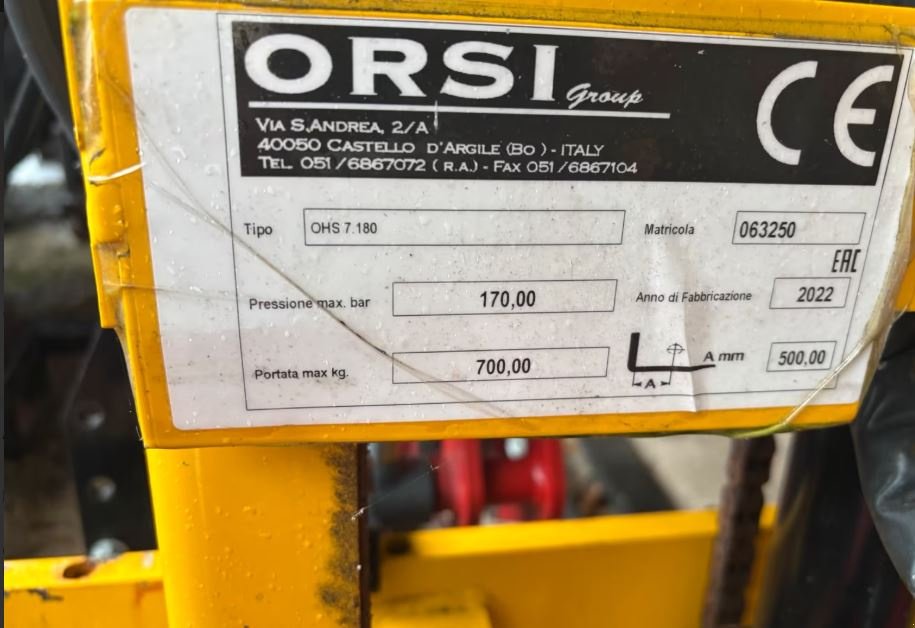 ORSI Group
CE
VIA S.ANDREA, 2/A
40050 CASTELLO D'ARGILE (BO ) - ITALY
TEL. 051/6867072 ( R.A.) - FAX 051/6867104
Tipo OHS 7.180 Matricola 063250
EAC
Pressione max. bar 170,00 Anno di Fabbricazione 2022
Portata max kg. 700,00 A mm 500,00
A